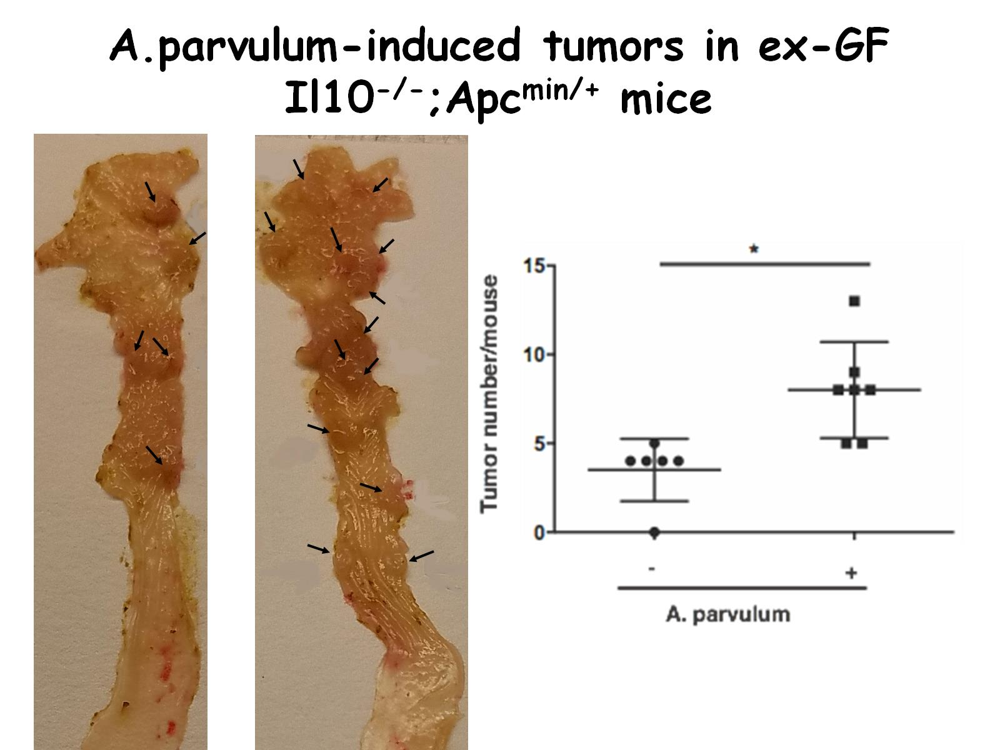 A.parvulum-induced tumors in ex-GF
Il10-/-;Apcmin/+ mice
*
15
10
5
0
Tumor number/mouse
- +
A. parvulum